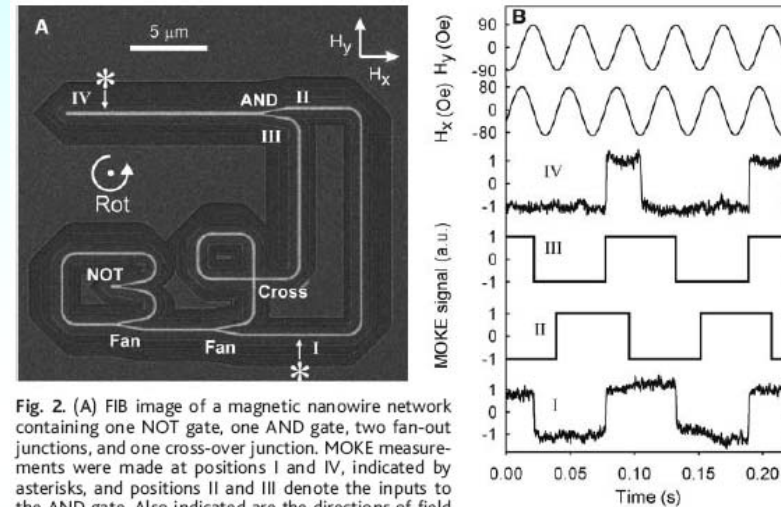 A
5 μm
Hy
Hx
IV
AND
II
III
Rot
NOT
Cross
Fan
Fan
I
Fig. 2. (A) FIB image of a magnetic nanowire network
containing one NOT gate, one AND gate, two fan-out
junctions, and one cross-over junction. MOKE measure-
ments were made at positions I and IV, indicated by
asterisks, and positions II and III denote the inputs to
the AND gate. Also indicated are the directions of field
B
Hy (Oe)
90
0
-90
Hx (Oe)
80
0
-80
MOKE signal (a.u.)
1
0
-1
IV
1
0
-1
III
1
0
-1
II
1
0
-1
I
0.00 0.05 0.10 0.15 0.20
Time (s)